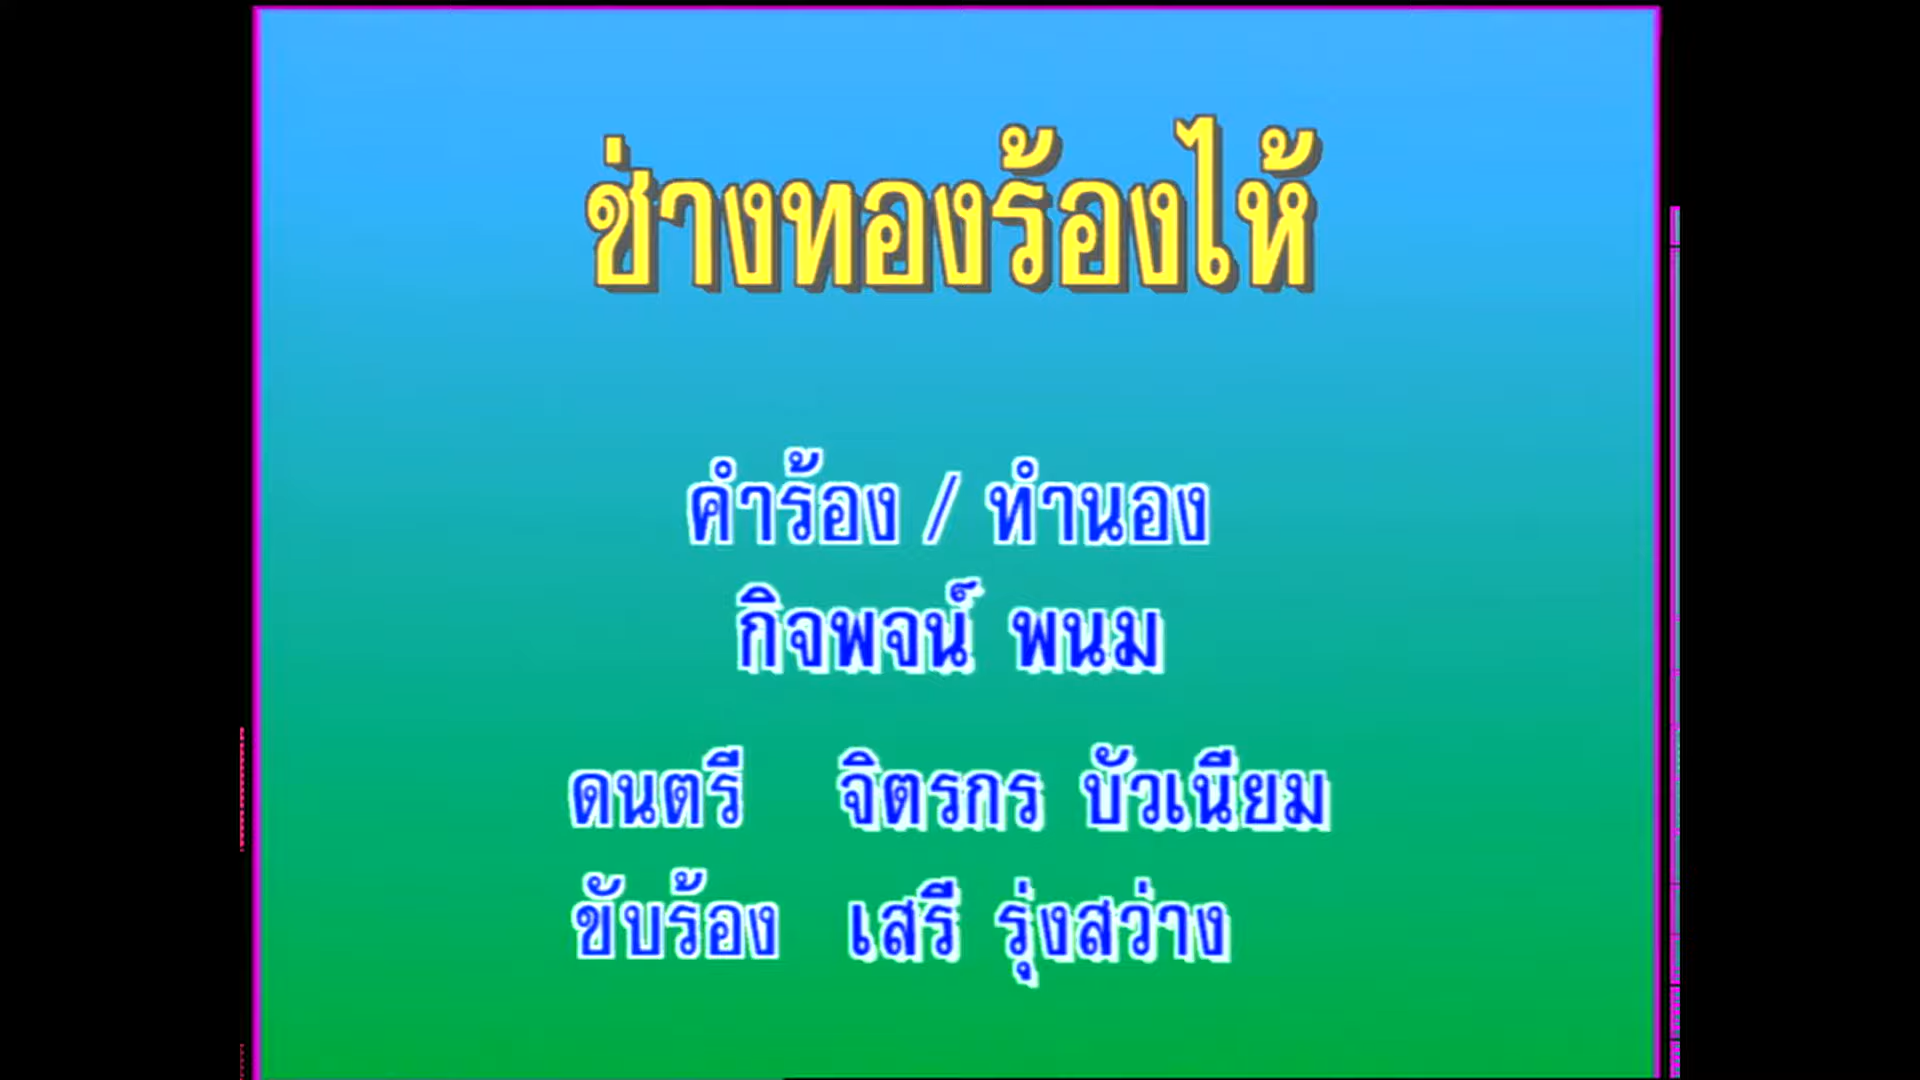 ช่างทองร้องไห้
คำร้อง / ทำนอง
กิจพจน์ พนม
ดนตรี จิตรกร บัวเนียม
ขับร้อง เสรี รุ่งสว่าง